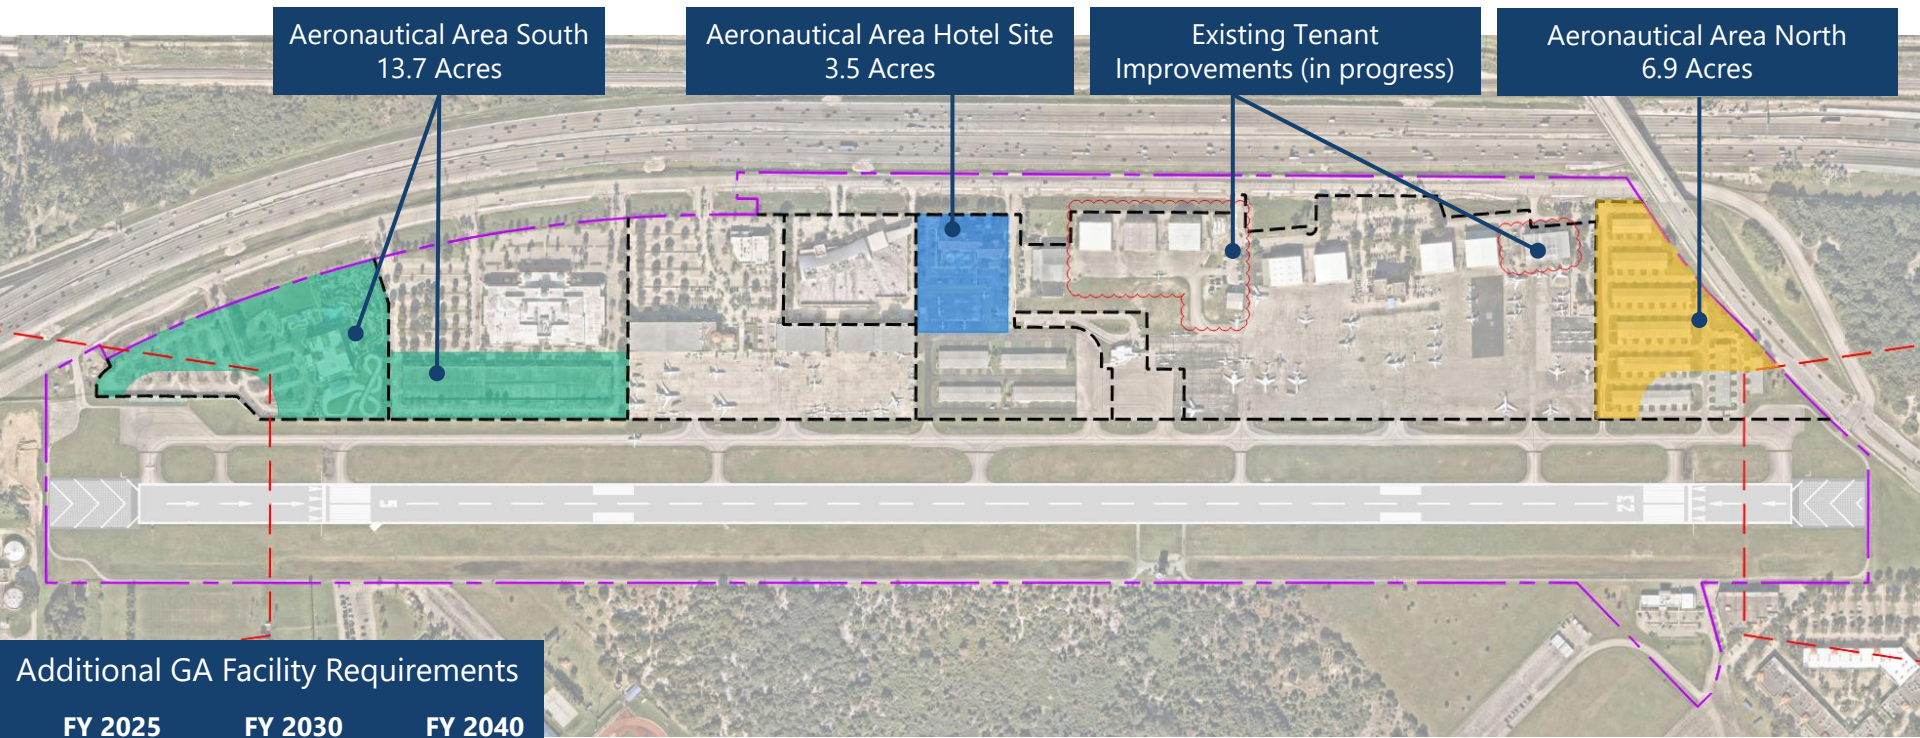 Aeronautical Area South
13.7 Acres
Aeronautical Area Hotel Site
3.5 Acres
Existing Tenant
Improvements (in progress)
Aeronautical Area North
6.9 Acres
5
23
Additional GA Facility Requirements
FY 2025 FY 2030 FY 2040